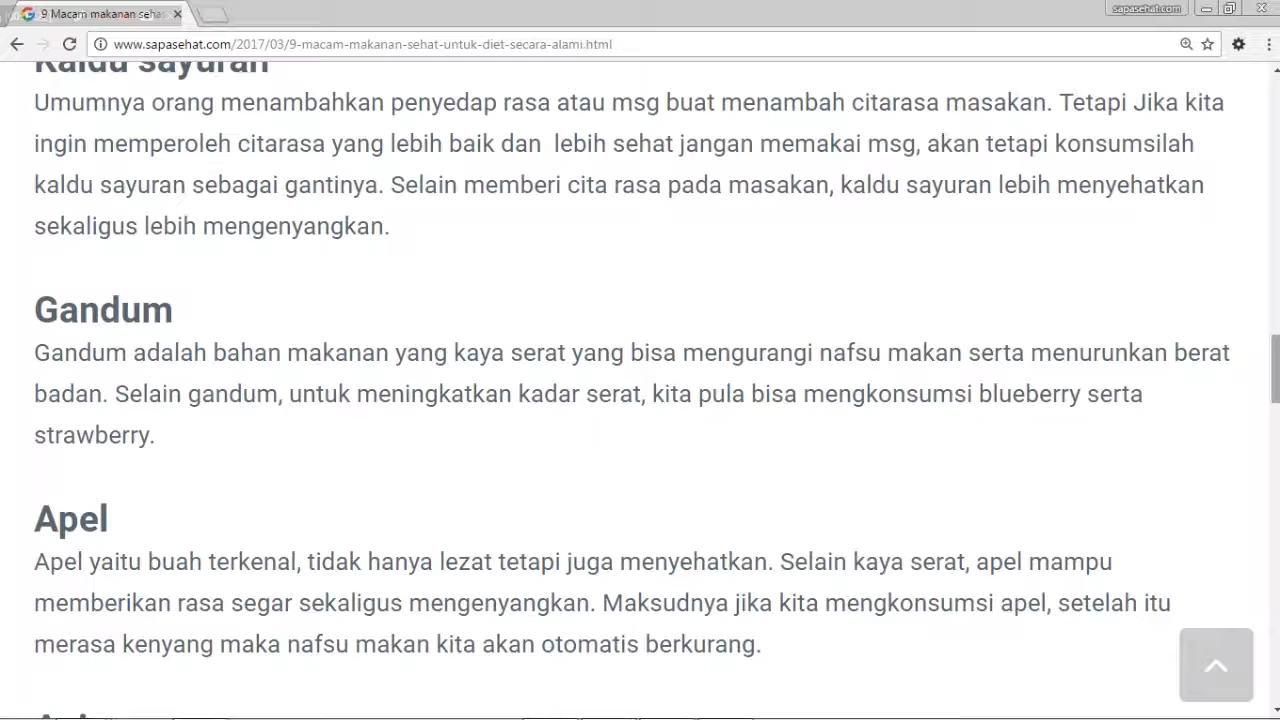 9 Macam makanan sehat
sapasehat.com
www.sapasehat.com/2017/03/9-macam-makanan-sehat-untuk-diet-secara-alami.html
Kaldu sayuran
Umumnya orang menambahkan penyedap rasa atau msg buat menambah citarasa masakan. Tetapi Jika kita
ingin memperoleh citarasa yang lebih baik dan  lebih sehat jangan memakai msg, akan tetapi konsumsilah
kaldu sayuran sebagai gantinya. Selain memberi cita rasa pada masakan, kaldu sayuran lebih menyehatkan
sekaligus lebih mengenyangkan.
Gandum
Gandum adalah bahan makanan yang kaya serat yang bisa mengurangi nafsu makan serta menurunkan berat
badan. Selain gandum, untuk meningkatkan kadar serat, kita pula bisa mengkonsumsi blueberry serta
strawberry.
Apel
Apel yaitu buah terkenal, tidak hanya lezat tetapi juga menyehatkan. Selain kaya serat, apel mampu
memberikan rasa segar sekaligus mengenyangkan. Maksudnya jika kita mengkonsumsi apel, setelah itu
merasa kenyang maka nafsu makan kita akan otomatis berkurang.